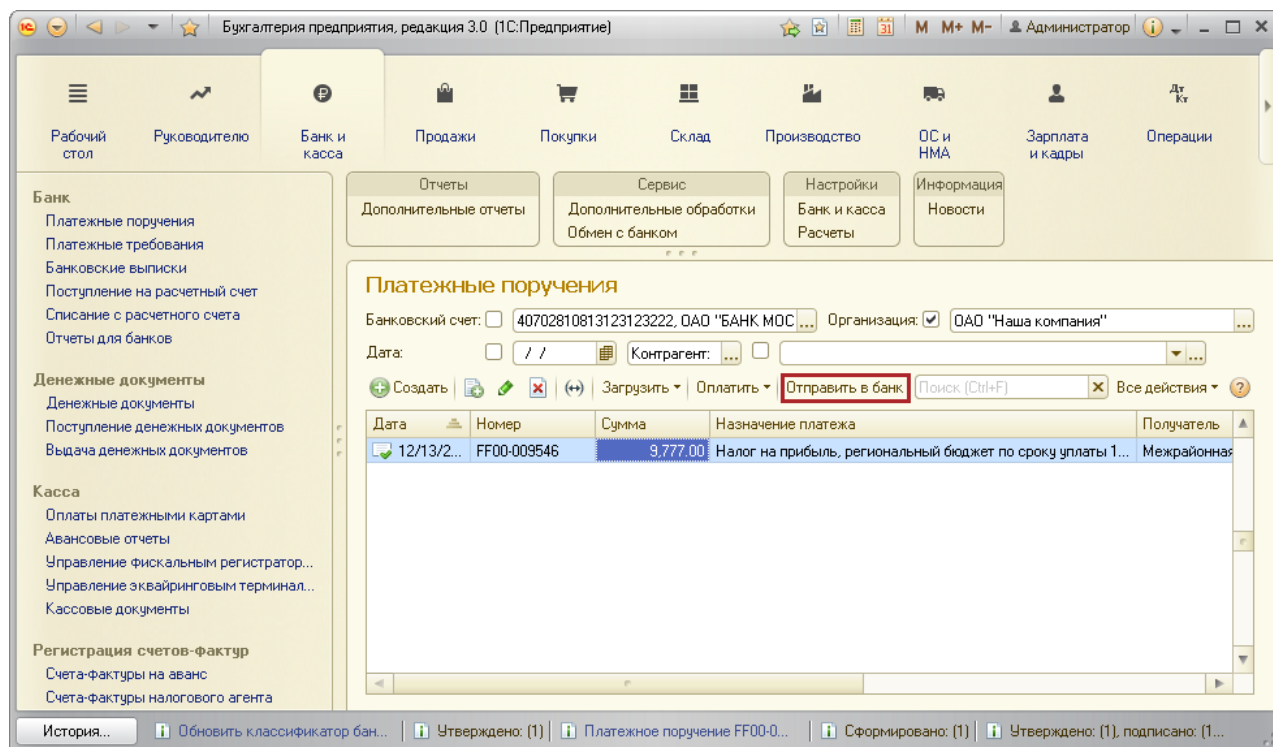 Бухгалтерия предприятия, редакция 3.0 (1С:Предприятие)
31 M M+ M- Администратор
Рабочий стол
Руководителю
Банк и касса
Продажи
Покупки
Склад
Производство
ОС и НМА
Зарплата и кадры
Дт Кт
Операции
Банк
Платежные поручения
Платежные требования
Банковские выписки
Поступление на расчетный счет
Списание с расчетного счета
Отчеты для банков
Денежные документы
Денежные документы
Поступление денежных документов
Выдача денежных документов
Касса
Оплаты платежными картами
Авансовые отчеты
Управление фискальным регистратор...
Управление эквайринговым терминал...
Кассовые документы
Регистрация счетов-фактур
Счета-фактуры на аванс
Счета-фактуры налогового агента
Отчеты
Дополнительные отчеты
Сервис
Дополнительные обработки
Обмен с банком
Настройки
Банк и касса
Расчеты
Информация
Новости
Платежные поручения
Банковский счет: 40702810813123123222, ОАО "БАНК МОС ... Организация: ОАО "Наша компания" ...
Дата: / / Контрагент: ... ...
Создать Загрузить Оплатить Отправить в банк Поиск (Ctrl+F) Все действия ?
Дата Номер Сумма Назначение платежа Получатель
12/13/2... FF00-009546 9,777.00 Налог на прибыль, региональный бюджет по сроку уплаты 1... Межрайонная
История... Обновить классификатор бан... Утверждено: (1) Платежное поручение FF00-0... Сформировано: (1) Утверждено: (1), подписано: (1...